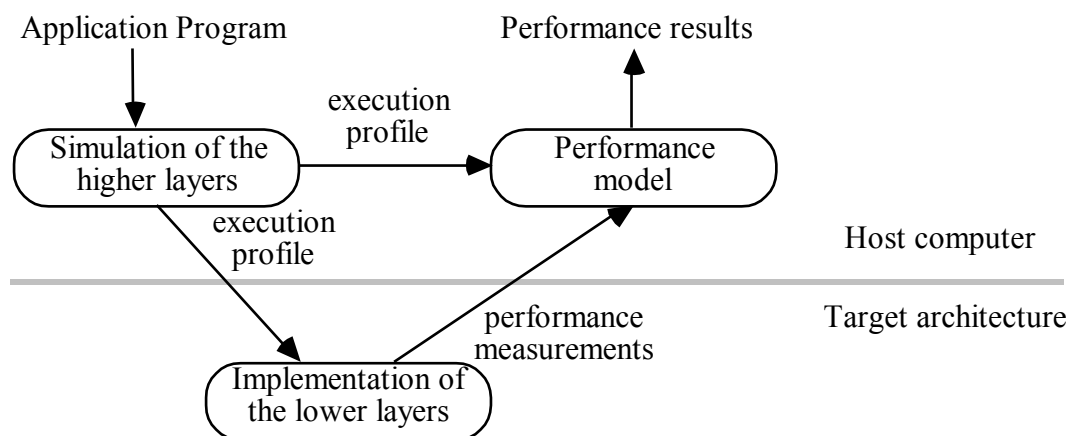 Application Program
Performance results
execution
profile
Simulation of the
higher layers
Performance
model
execution
profile
Host computer
performance
measurements
Target architecture
Implementation of
the lower layers